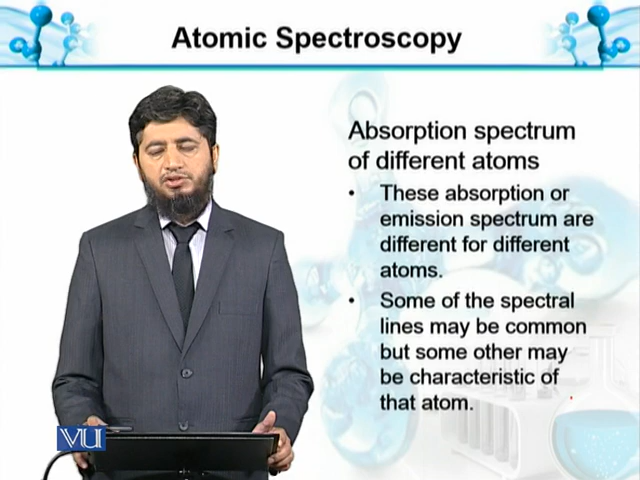 Atomic Spectroscopy
Absorption spectrum
of different atoms
• These absorption or
emission spectrum are
different for different
atoms.
• Some of the spectral
lines may be common
but some other may
be characteristic of
that atom.
VU